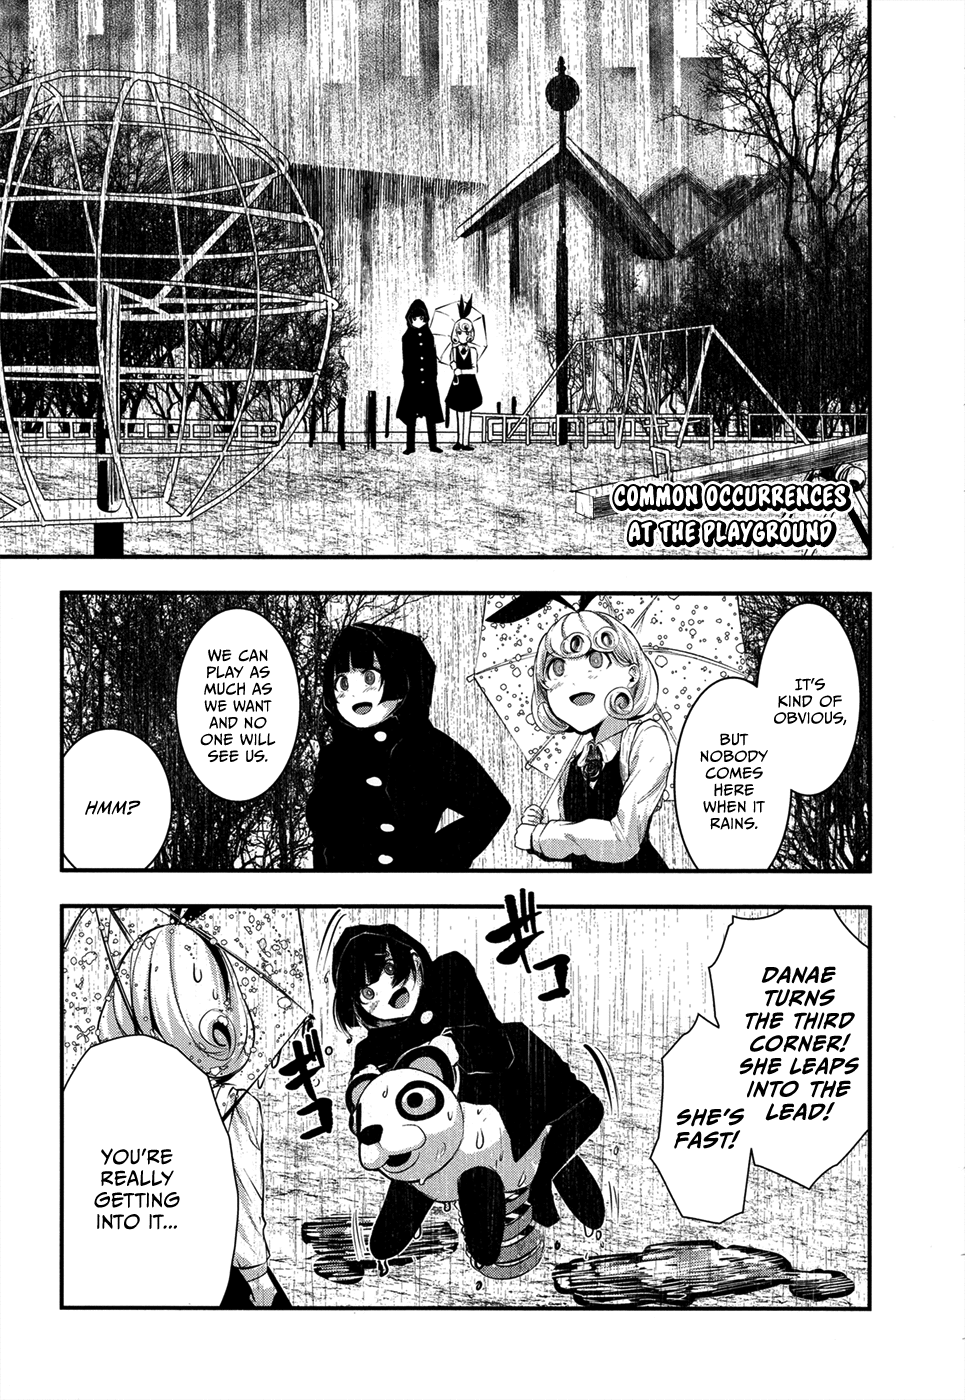 COMMON OCCURRENCES
AT THE PLAYGROUND
IT'S
KIND OF
OBVIOUS,
BUT
NOBODY
COMES
HERE
WHEN IT
RAINS.
WE CAN
PLAY AS
MUCH AS
WE WANT
AND NO
ONE WILL
SEE US.
HMM?
DANAE
TURNS
THE THIRD
CORNER!
SHE LEAPS
INTO THE
LEAD!
SHE'S
FAST!
ギコ
ギコ
YOU'RE
REALLY
GETTING
INTO IT...